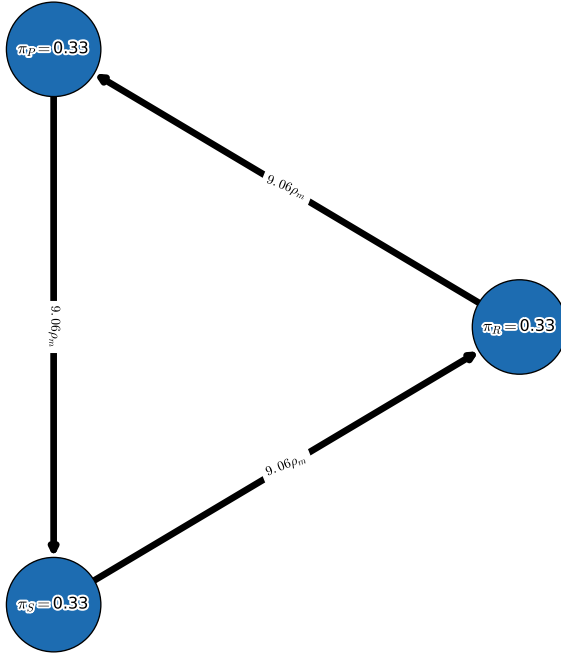 π_P = 0.33
9.06ρ_m
9.06ρ_m
π_R = 0.33
9.06ρ_m
π_S = 0.33